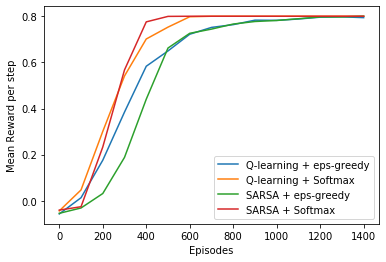 0.8
0.6
0.4
0.2
0.0
Mean Reward per step
Q-learning + eps-greedy
Q-learning + Softmax
SARSA + eps-greedy
SARSA + Softmax
0 200 400 600 800 1000 1200 1400
Episodes